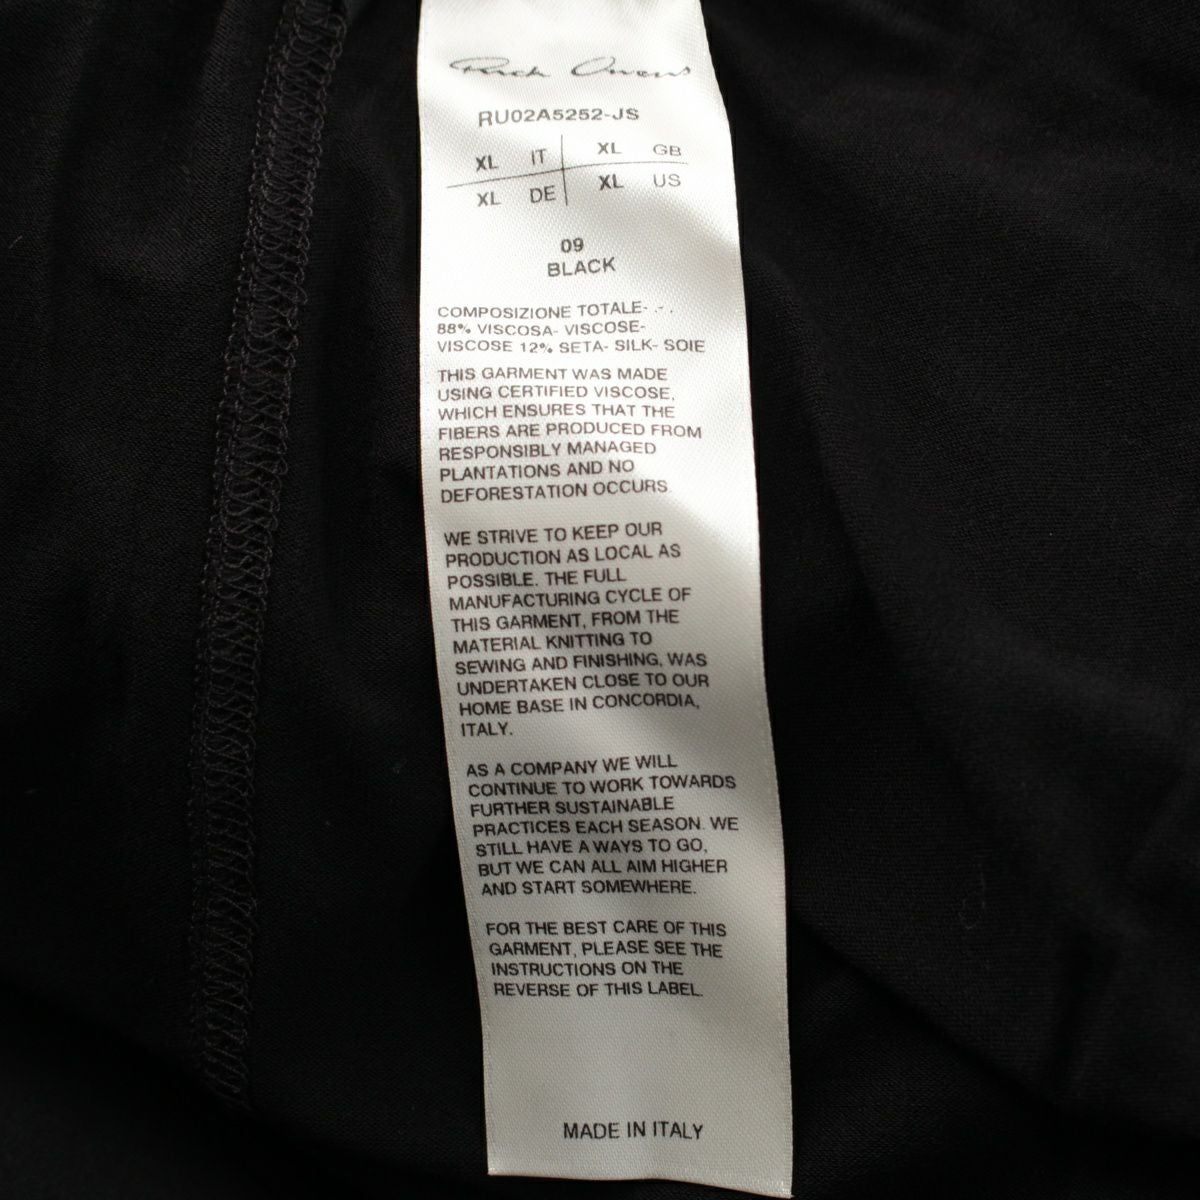 Rick Owens
RU02A5252-JS
XL IT XL GB
XL DE XL US
09
BLACK
COMPOSIZIONE TOTALE- .- .
88% VISCOSA- VISCOSE-
VISCOSE 12% SETA- SILK- SOIE
THIS GARMENT WAS MADE
USING CERTIFIED VISCOSE,
WHICH ENSURES THAT THE
FIBERS ARE PRODUCED FROM
RESPONSIBLY MANAGED
PLANTATIONS AND NO
DEFORESTATION OCCURS
WE STRIVE TO KEEP OUR
PRODUCTION AS LOCAL AS
POSSIBLE. THE FULL
MANUFACTURING CYCLE OF
THIS GARMENT, FROM THE
MATERIAL KNITTING TO
SEWING AND FINISHING, WAS
UNDERTAKEN CLOSE TO OUR
HOME BASE IN CONCORDIA,
ITALY.
AS A COMPANY WE WILL
CONTINUE TO WORK TOWARDS
FURTHER SUSTAINABLE
PRACTICES EACH SEASON. WE
STILL HAVE A WAYS TO GO,
BUT WE CAN ALL AIM HIGHER
AND START SOMEWHERE.
FOR THE BEST CARE OF THIS
GARMENT, PLEASE SEE THE
INSTRUCTIONS ON THE
REVERSE OF THIS LABEL.
MADE IN ITALY